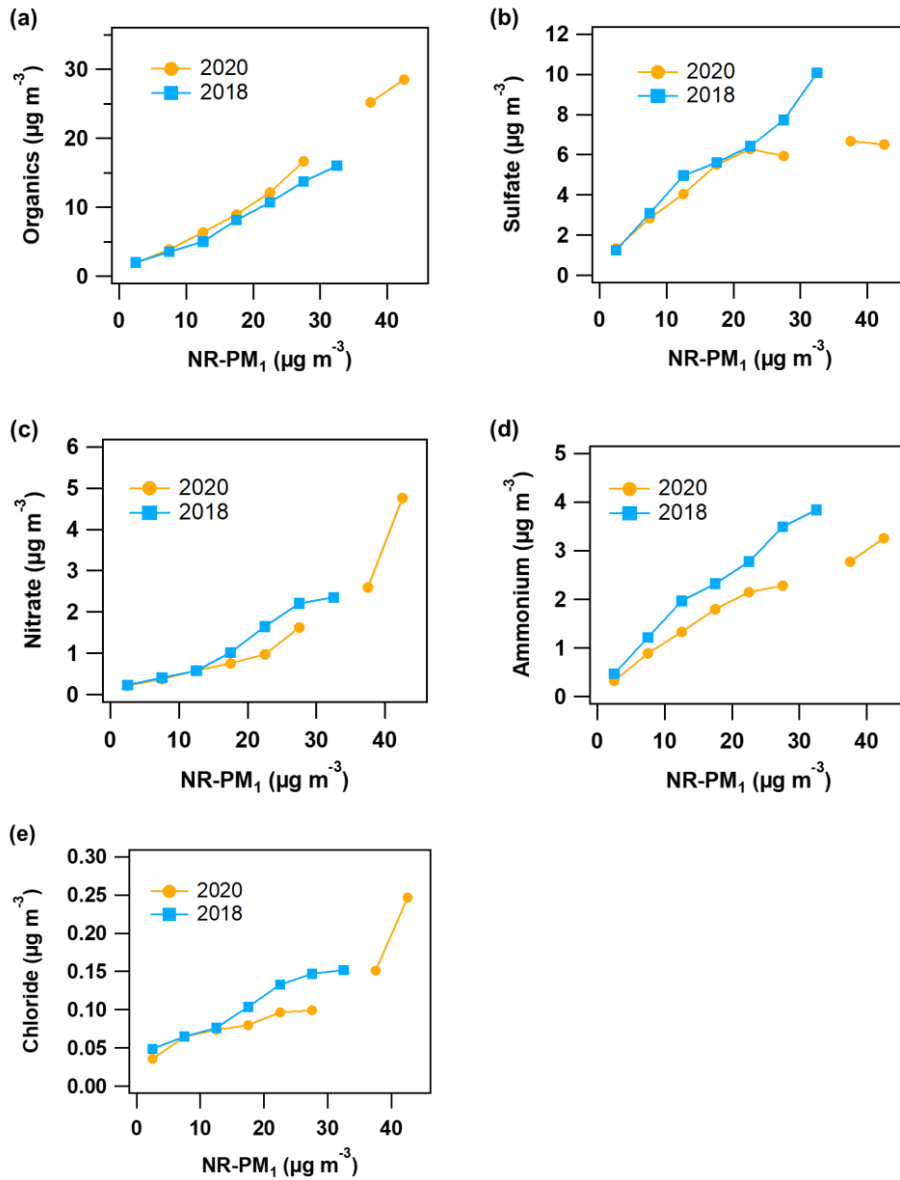 (a)
30
20
10
0
Organics (µg m⁻³)
2020
2018
0 10 20 30 40
NR-PM₁ (µg m⁻³)
(b)
12
10
8
6
4
2
0
Sulfate (µg m⁻³)
2020
2018
0 10 20 30 40
NR-PM₁ (µg m⁻³)
(c)
6
5
4
3
2
1
0
Nitrate (µg m⁻³)
2020
2018
0 10 20 30 40
NR-PM₁ (µg m⁻³)
(d)
5
4
3
2
1
0
Ammonium (µg m⁻³)
2020
2018
0 10 20 30 40
NR-PM₁ (µg m⁻³)
(e)
0.30
0.25
0.20
0.15
0.10
0.05
0.00
Chloride (µg m⁻³)
2020
2018
0 10 20 30 40
NR-PM₁ (µg m⁻³)